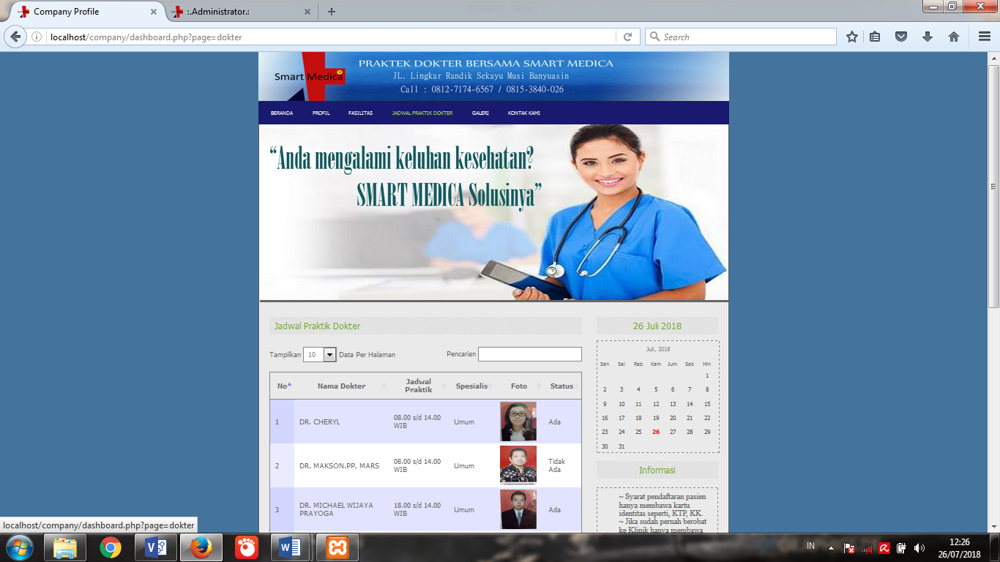 Company Profile
:.Administrator.:
localhost/company/dashboard.php?page=dokter
Search
Smart Medica
PRAKTEK DOKTER BERSAMA SMART MEDICA
JL. Lingkar Randik Sekayu Musi Banyuasin
Call : 0812-7174-6567 / 0815-3840-026
BERANDA PROFIL FASILITAS JADWAL PRAKTIK DOKTER GALERI KONTAK KAMI
“Anda mengalami keluhan kesehatan?
SMART MEDICA Solusinya”
Jadwal Praktik Dokter
Tampilkan 10 Data Per Halaman Pencarian
No Nama Dokter Jadwal Praktik Spesialis Foto Status
1 DR. CHERYL 08.00 s/d 14.00 WIB Umum Ada
2 DR. MAKSON.PP, MARS 08.00 s/d 14.00 WIB Umum Tidak Ada
3 DR. MICHAEL WIJAYA PRAYOGA 18.00 s/d 14.00 WIB Umum Ada
26 Juli 2018
Juli, 2018
Sen Sel Rab Kam Jum Sab Min
1
2 3 4 5 6 7 8
9 10 11 12 13 14 15
16 17 18 19 20 21 22
23 24 25 26 27 28 29
30 31
Informasi
~ Syarat pendaftaran pasien
hanya membawa kartu
identitas seperti, KTP, KK.
~ Jika sudah pernah berobat
ke Klinik hanya membawa
localhost/company/dashboard.php?page=dokter
IN
12:26
26/07/2018